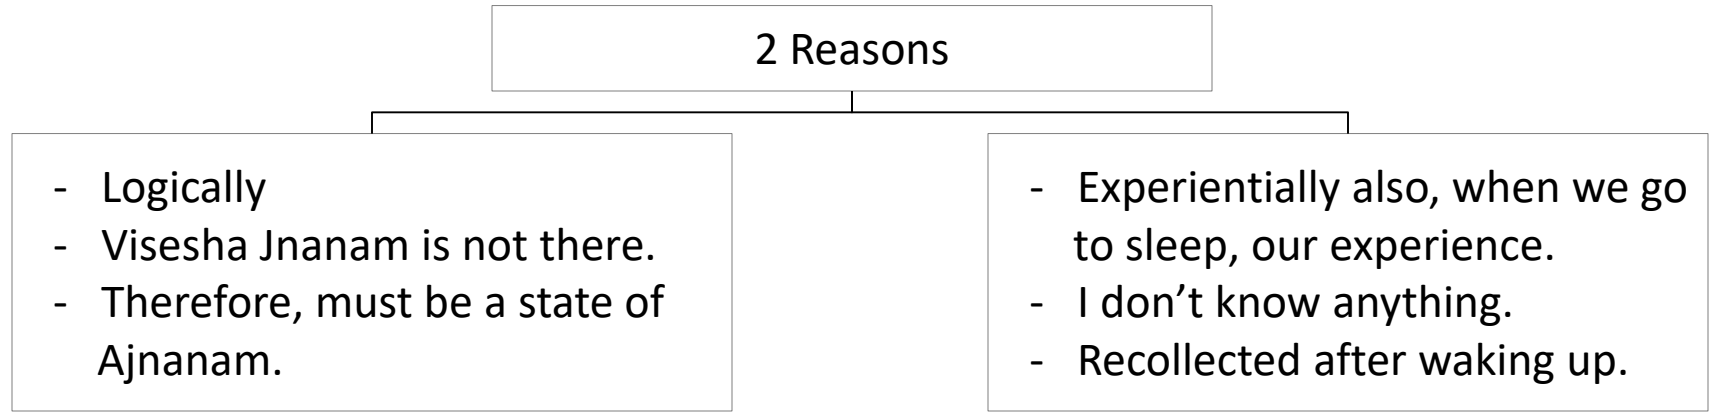 2 Reasons
- Logically
- Visesha Jnanam is not there.
- Therefore, must be a state of
Ajnanam.
- Experientially also, when we go
to sleep, our experience.
- I don’t know anything.
- Recollected after waking up.